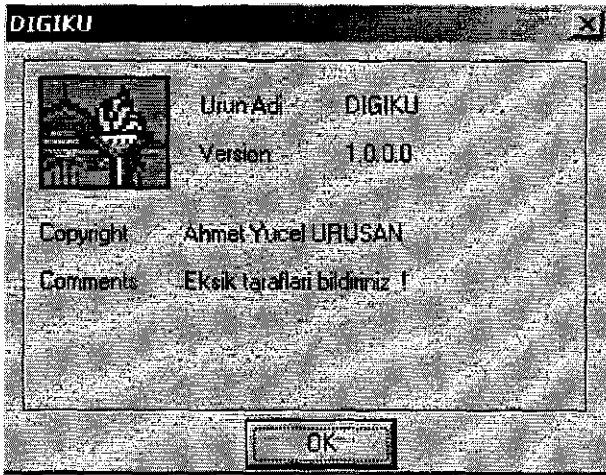 DIGIKU
Urun Adi DIGIKU
Version 1.0.0.0
Copyright Ahmet Yucel URUSAN
Comments Eksik taraflari bildiriniz !
OK